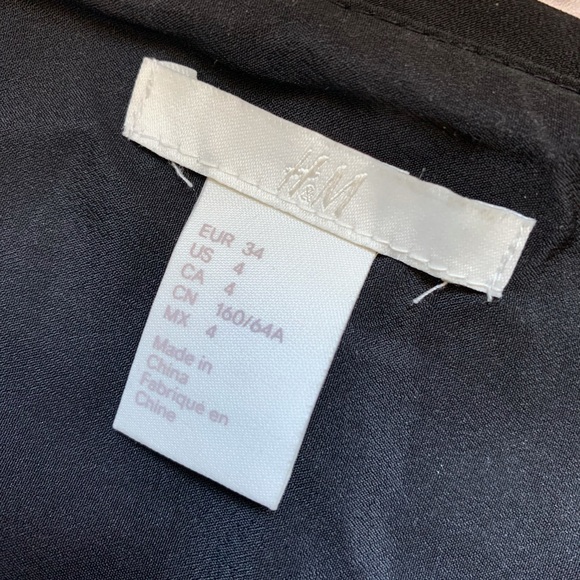 H&M
EUR 34
US 4
CA 4
CN 160/64A
MX 4
Made in
China
Fabriqué en
Chine